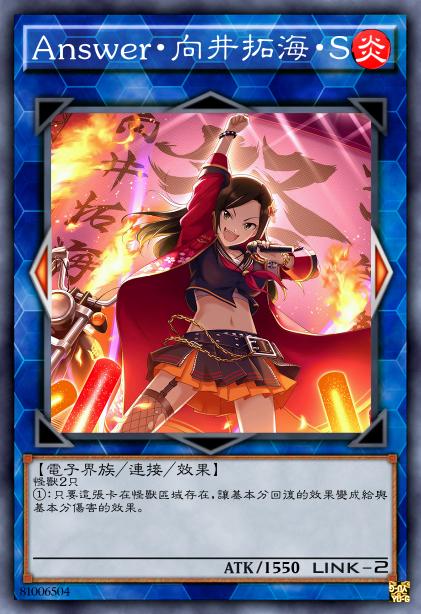 Answer·向井拓海·S 炎
向井拓海
【電子界族／連接／效果】
怪獸2只
①:只要這張卡在怪獸區域存在,讓基本分回復的效果變成給與
基本分傷害的效果。
ATK/1550 LINK-2
81006504